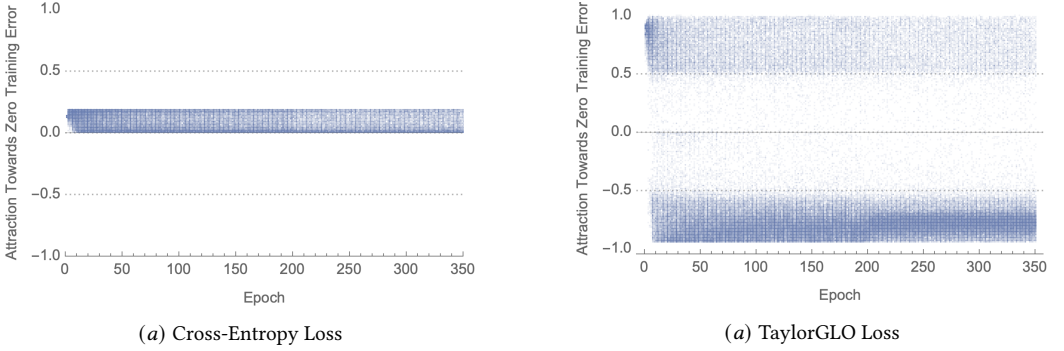 Attraction Towards Zero Training Error
1.0
0.5
0.0
−0.5
−1.0
0 50 100 150 200 250 300 350
Epoch
(a) Cross-Entropy Loss
Attraction Towards Zero Training Error
1.0
0.5
0.0
−0.5
−1.0
0 50 100 150 200 250 300 350
Epoch
(a) TaylorGLO Loss